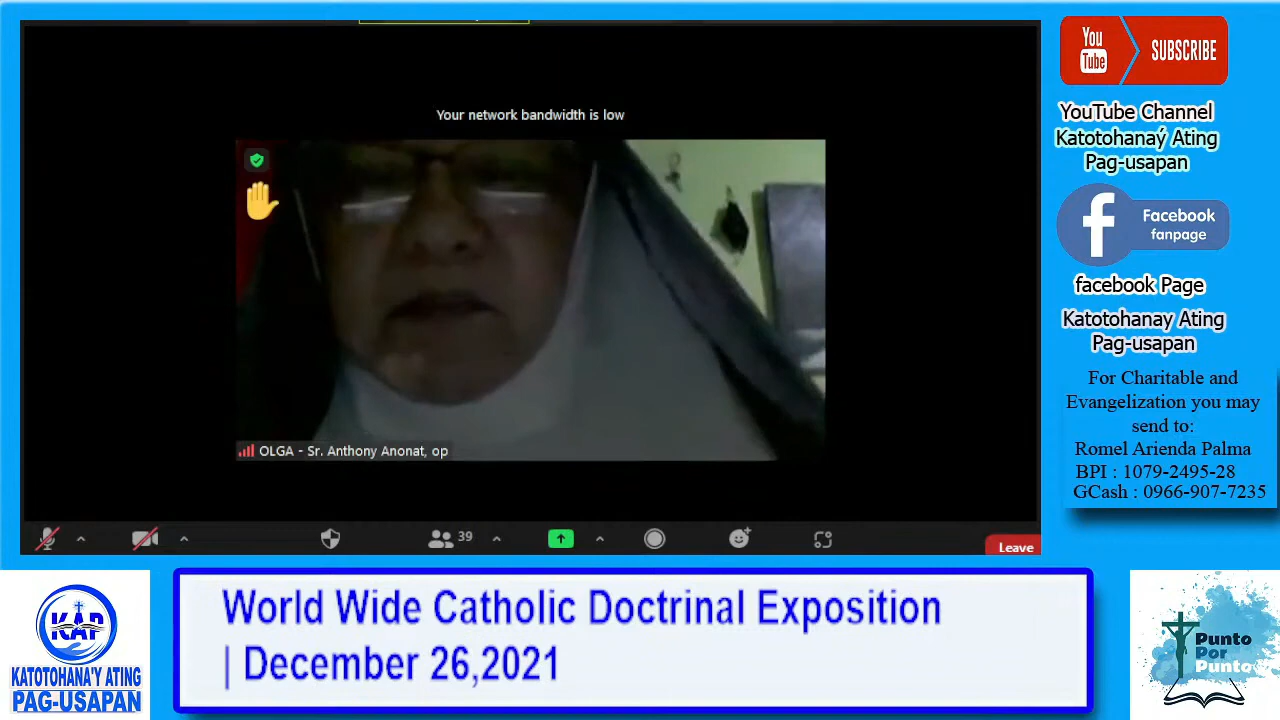 Your network bandwidth is low
OLGA - Sr. Anthony Anonat, op
39
Leave
You
Tube
SUBSCRIBE
YouTube Channel
Katotohanaý Ating
Pag-usapan
f
Facebook
fanpage
facebook Page
Katotohanay Ating
Pag-usapan
For Charitable and
Evangelization you may
send to:
Romel Arienda Palma
BPI : 1079-2495-28
GCash : 0966-907-7235
KAP
KATOTOHANA'Y ATING
PAG-USAPAN
World Wide Catholic Doctrinal Exposition
| December 26,2021
Punto
Por
Punto